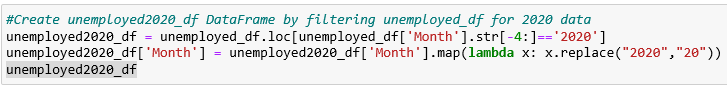 #Create unemployed2020_df DataFrame by filtering unemployed_df for 2020 data
unemployed2020_df = unemployed_df.loc[unemployed_df['Month'].str[-4:]=='2020']
unemployed2020_df['Month'] = unemployed2020_df['Month'].map(lambda x: x.replace("2020","20"))
unemployed2020_df